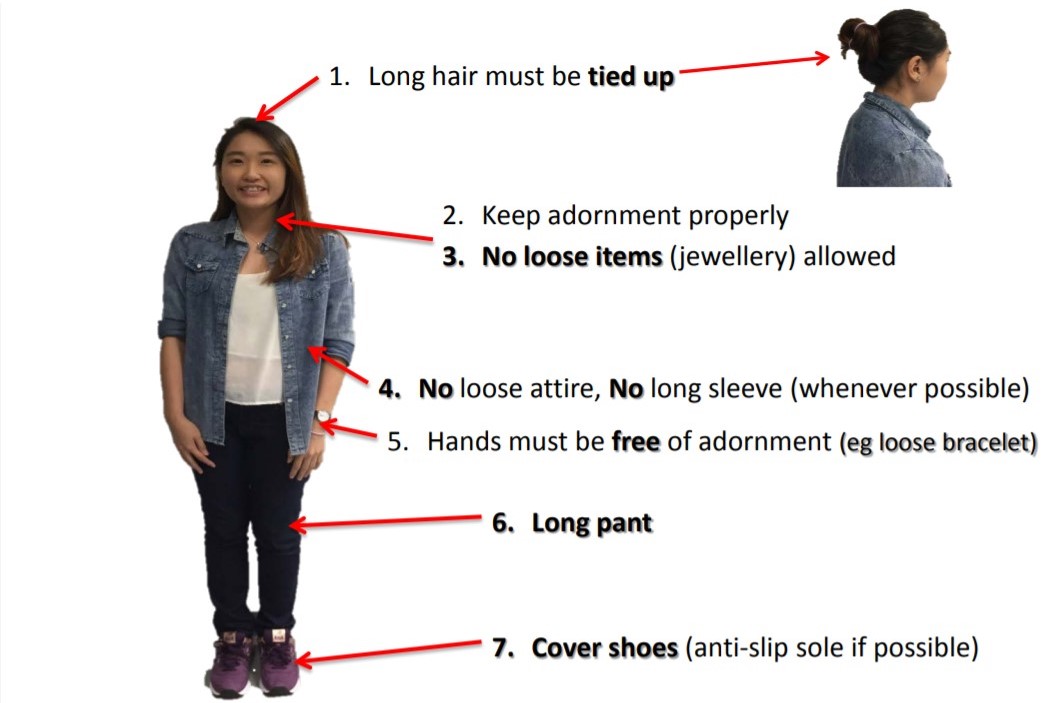 1. Long hair must be tied up
2. Keep adornment properly
3. No loose items (jewellery) allowed
4. No loose attire, No long sleeve (whenever possible)
5. Hands must be free of adornment (eg loose bracelet)
6. Long pant
7. Cover shoes (anti-slip sole if possible)